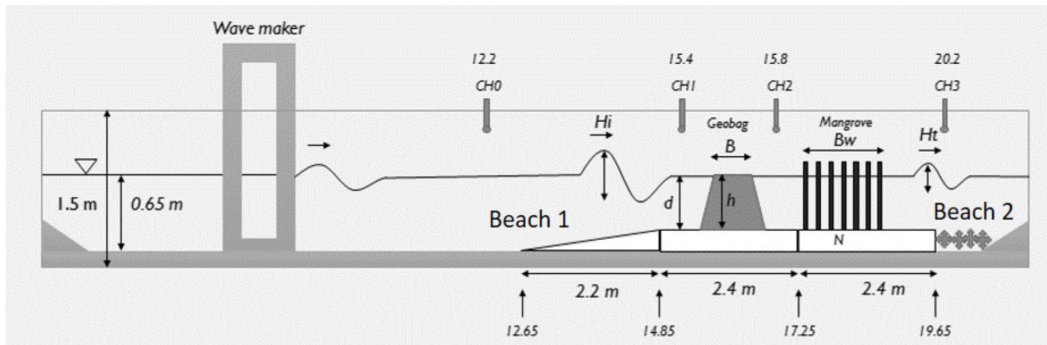 Wave maker
12.2
15.4
15.8
20.2
CH0
CH1
CH2
CH3
Hi
Geobag
Mangrove
Ht
B
Bw
1.5 m
0.65 m
d
h
Beach 1
Beach 2
N
2.2 m
2.4 m
2.4 m
12.65
14.85
17.25
19.65